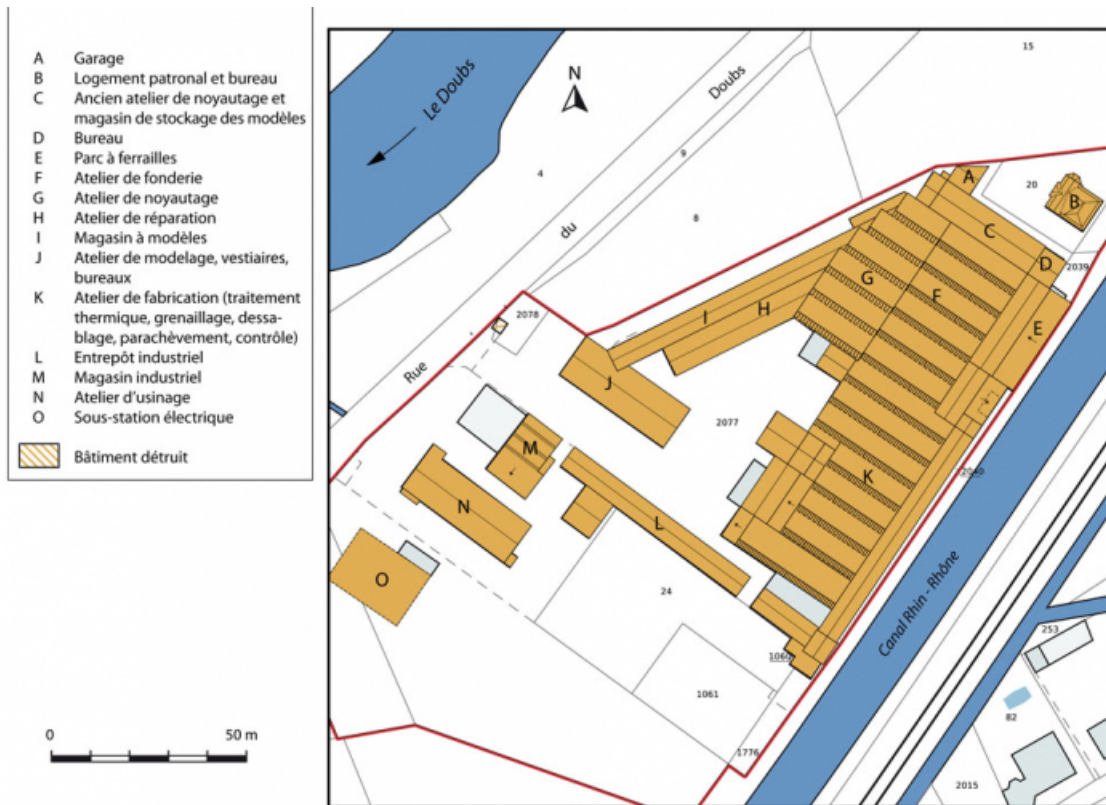 A Garage
B Logement patronal et bureau
C Ancien atelier de noyautage et
magasin de stockage des modèles
D Bureau
E Parc à ferrailles
F Atelier de fonderie
G Atelier de noyautage
H Atelier de réparation
I Magasin à modèles
J Atelier de modelage, vestiaires,
bureaux
K Atelier de fabrication (traitement
thermique, grenaillage, dessa-
blage, parachèvement, contrôle)
L Entrepôt industriel
M Magasin industriel
N Atelier d'usinage
O Sous-station électrique
Bâtiment détruit
0 50 m
Le Doubs
N
Rue du Doubs
15
4
9
8
20
A
B
C
D
2039
G
F
E
I
H
2078
J
2077
M
K
2040
N
L
O
24
Canal Rhin - Rhône
1060
1061
1776
253
82
2015